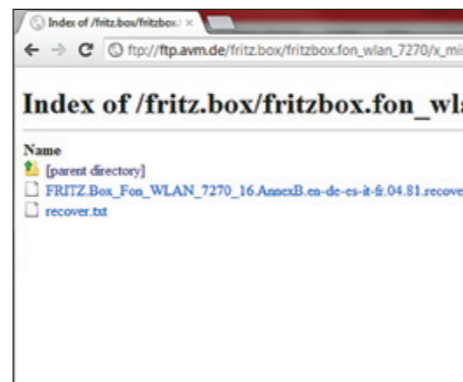 Index of /fritz.box/fritzbox.
ftp://ftp.avm.de/fritz.box/fritzbox.fon_wlan_7270/x_mis
Index of /fritz.box/fritzbox.fon_wla
Name
[parent directory]
FRITZ.Box_Fon_WLAN_7270_16.AnnexB.en-de-es-it-fr.04.81.recove
recover.txt